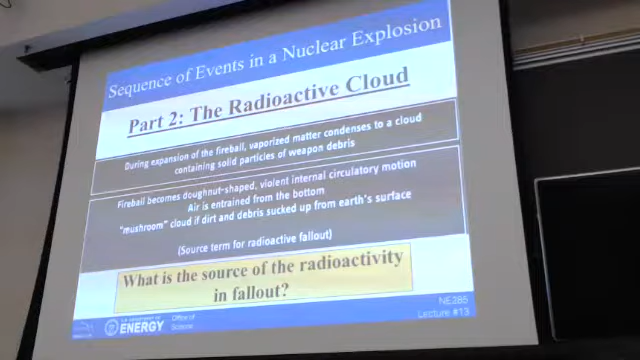 Sequence of Events in a Nuclear Explosion
Part 2: The Radioactive Cloud
During expansion of the fireball, vaporized matter condenses to a cloud
containing solid particles of weapon debris
Fireball becomes doughnut-shaped, violent internal circulatory motion
Air is entrained from the bottom
"mushroom" cloud if dirt and debris sucked up from earth's surface
(Source term for radioactive fallout)
What is the source of the radioactivity
in fallout?
ENERGY
Office of
Science
NE285
Lecture #13